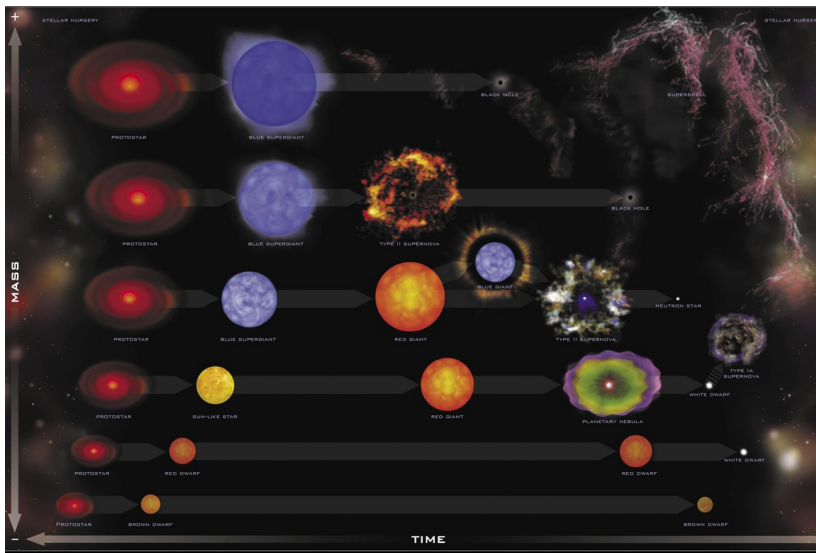 +
STELLAR NURSERY
STELLAR NURSERY
PROTOSTAR
BLUE SUPERGIANT
BLACK HOLE
SUPERSHELL
PROTOSTAR
BLUE SUPERGIANT
TYPE II SUPERNOVA
BLACK HOLE
MASS
PROTOSTAR
BLUE SUPERGIANT
RED GIANT
BLUE GIANT
TYPE II SUPERNOVA
NEUTRON STAR
PROTOSTAR
SUN-LIKE STAR
RED GIANT
PLANETARY NEBULA
WHITE DWARF
TYPE IA
SUPERNOVA
PROTOSTAR
RED DWARF
RED DWARF
WHITE DWARF
PROTOSTAR
BROWN DWARF
BROWN DWARF
-
TIME